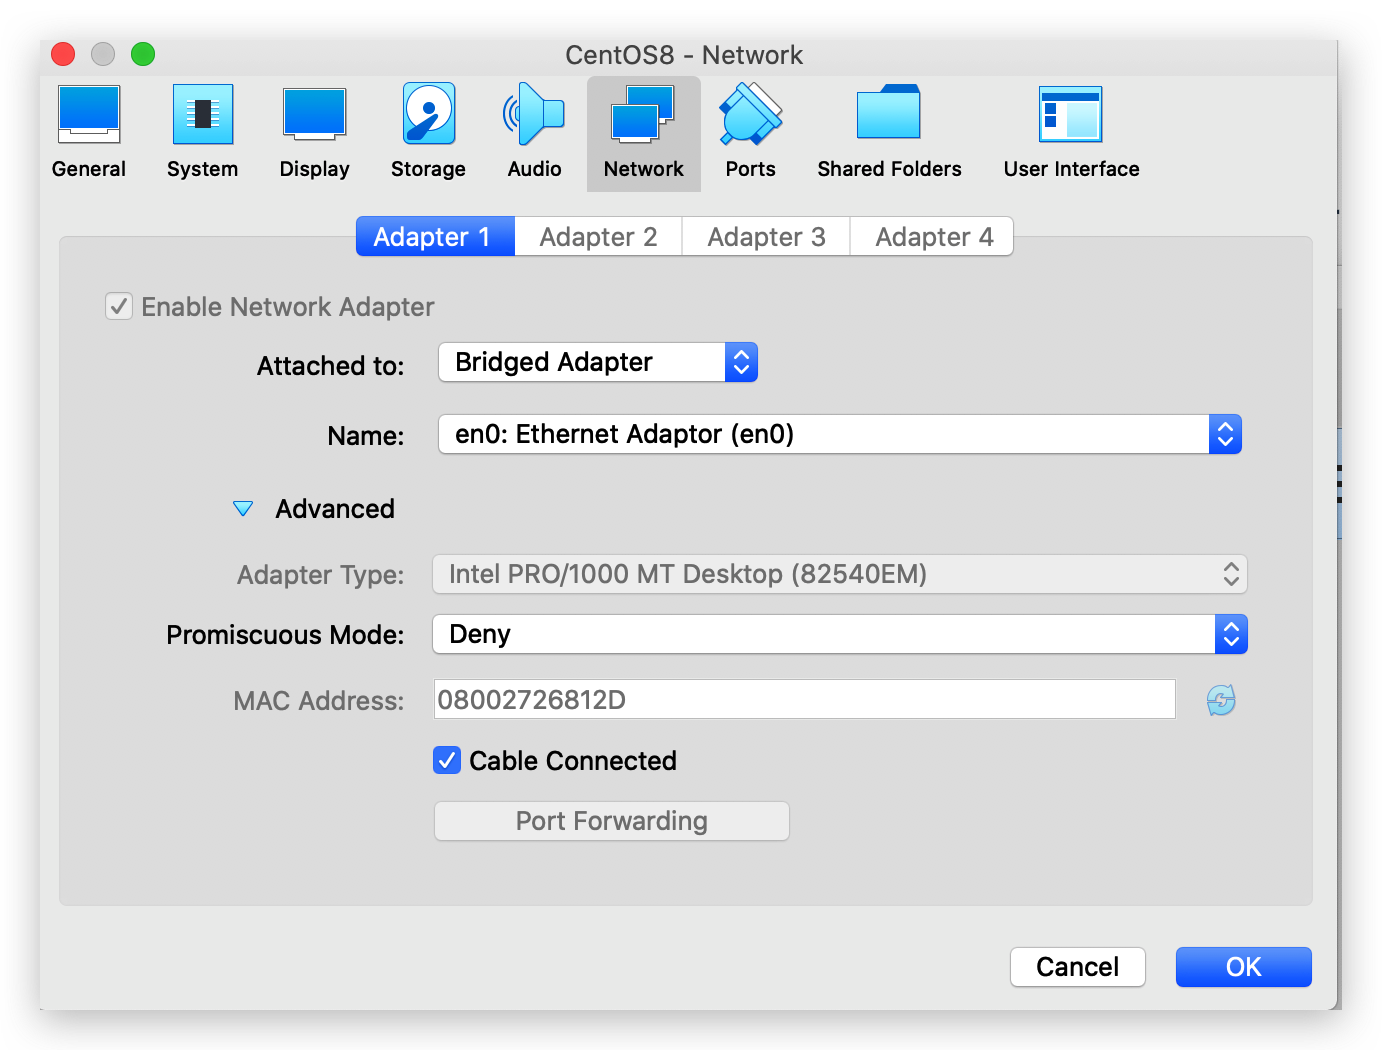 CentOS8 - Network
General System Display Storage Audio Network Ports Shared Folders User Interface
Adapter 1 Adapter 2 Adapter 3 Adapter 4
Enable Network Adapter
Attached to: Bridged Adapter
Name: en0: Ethernet Adaptor (en0)
Advanced
Adapter Type: Intel PRO/1000 MT Desktop (82540EM)
Promiscuous Mode: Deny
MAC Address: 08002726812D
Cable Connected
Port Forwarding
Cancel OK